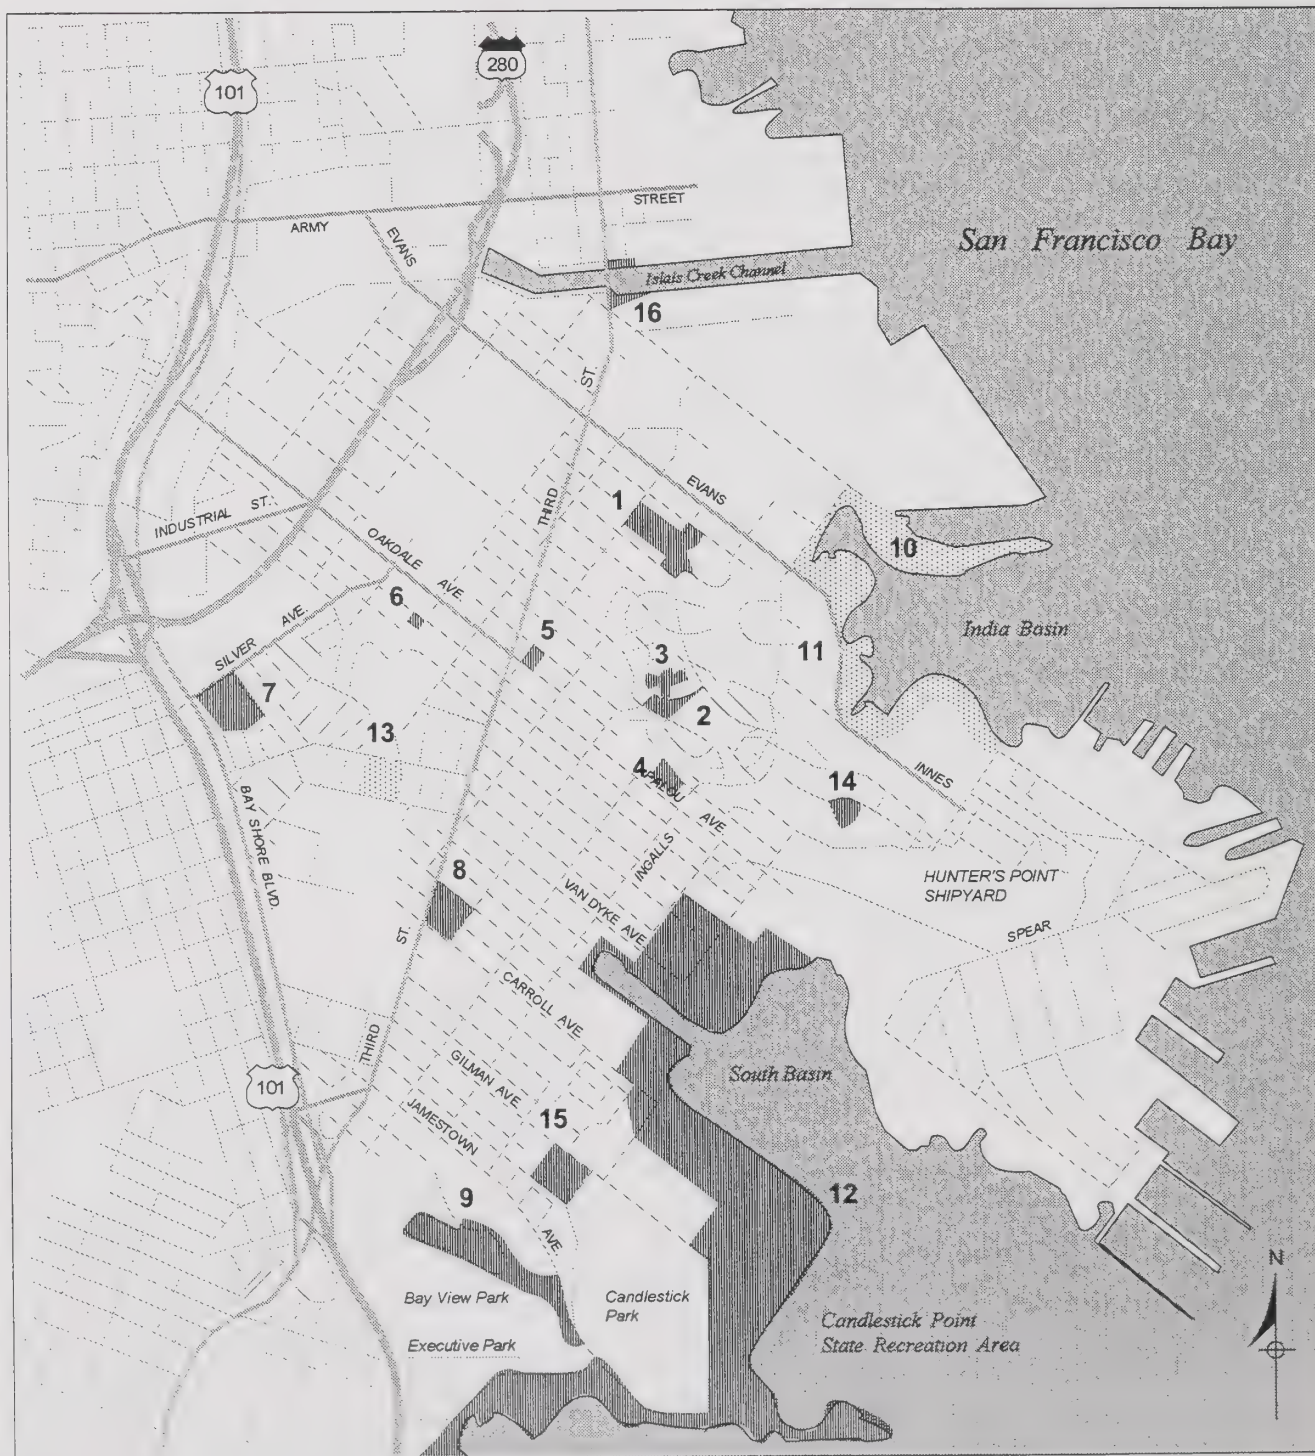 280
101
STREET
ARMY
EVANS
San Francisco Bay
Islais Creek Channel
16
ST.
THIRD
EVANS
1
INDUSTRIAL ST.
OAKDALE AVE.
10
6
SILVER AVE.
5
India Basin
11
3
7
2
13
4
PALOU AVE
INNES
14
BAY SHORE BLVD.
INGALLS
8
HUNTER'S POINT
SHIPYARD
VAN DYKE AVE
SPEAR
ST.
THIRD
CARROLL AVE
GILMAN AVE
South Basin
101
JAMESTOWN AVE
15
12
9
N
Bay View Park
Candlestick
Park
Candlestick Point
State Recreation Area
Executive Park